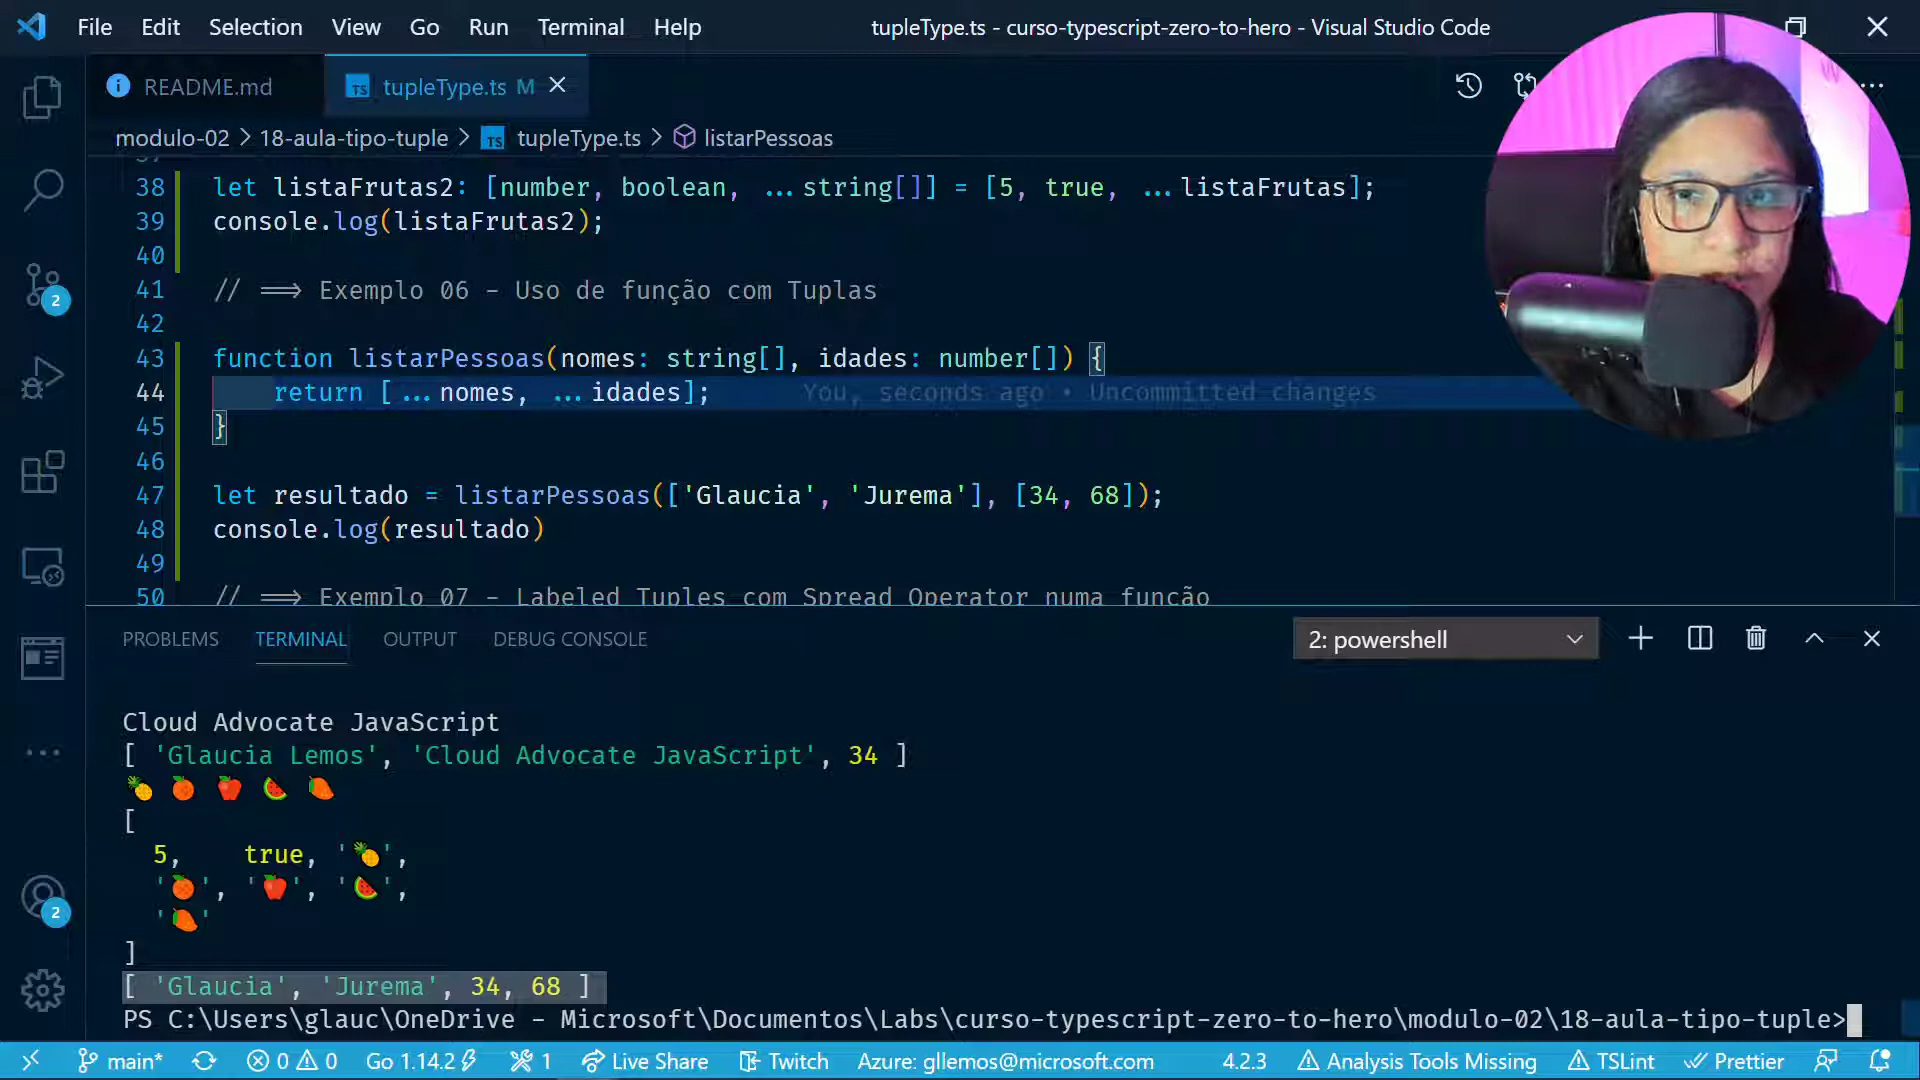 File Edit Selection View Go Run Terminal Help tupleType.ts - curso-typescript-zero-to-hero - Visual Studio Code
README.md tupleType.ts M
modulo-02 > 18-aula-tipo-tuple > TS tupleType.ts > listarPessoas
38 let listaFrutas2: [number, boolean, ...string[]] = [5, true, ...listaFrutas];
39 console.log(listaFrutas2);
40
41 // ==> Exemplo 06 - Uso de função com Tuplas
42
43 function listarPessoas(nomes: string[], idades: number[]) {
44 return [...nomes, ...idades]; You, seconds ago • Uncommitted changes
45 }
46
47 let resultado = listarPessoas(['Glaucia', 'Jurema'], [34, 68]);
48 console.log(resultado)
49
50 // ==> Exemplo 07 - Labeled Tuples com Spread Operator numa função
PROBLEMS TERMINAL OUTPUT DEBUG CONSOLE 2: powershell
Cloud Advocate JavaScript
[ 'Glaucia Lemos', 'Cloud Advocate JavaScript', 34 ]
🍍 🍊 🍎 🍉 🥭
[
5, true, '🍍',
'🍊', '🍎', '🍉',
'🥭'
]
[ 'Glaucia', 'Jurema', 34, 68 ]
PS C:\Users\glauc\OneDrive - Microsoft\Documentos\Labs\curso-typescript-zero-to-hero\modulo-02\18-aula-tipo-tuple>
2
2
main* 0 0 Go 1.14.2 1 Live Share Twitch Azure: gllemos@microsoft.com 4.2.3 Analysis Tools Missing TSLint Prettier